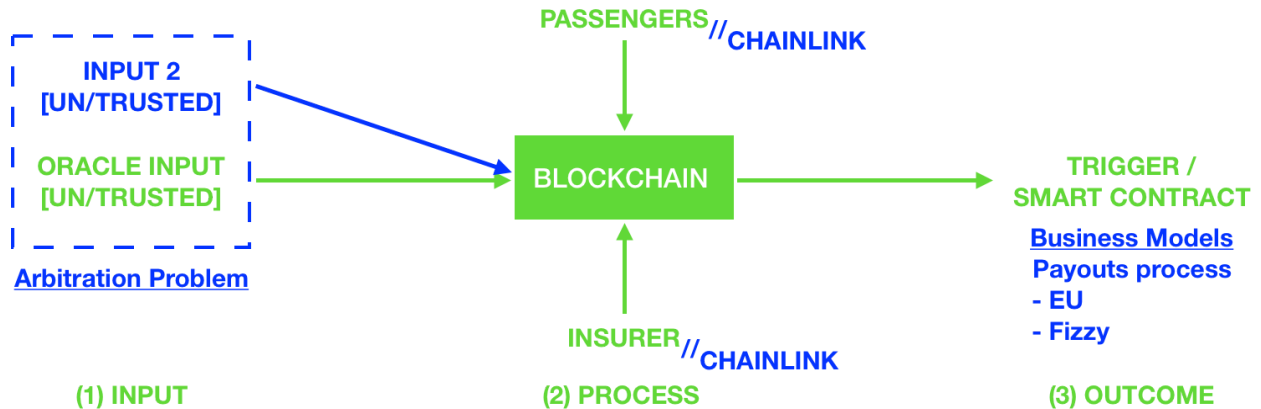 PASSENGERS//CHAINLINK
INPUT 2
[UN/TRUSTED]
ORACLE INPUT
[UN/TRUSTED]
Arbitration Problem
BLOCKCHAIN
TRIGGER /
SMART CONTRACT
Business Models
Payouts process
- EU
- Fizzy
INSURER//CHAINLINK
(1) INPUT
(2) PROCESS
(3) OUTCOME